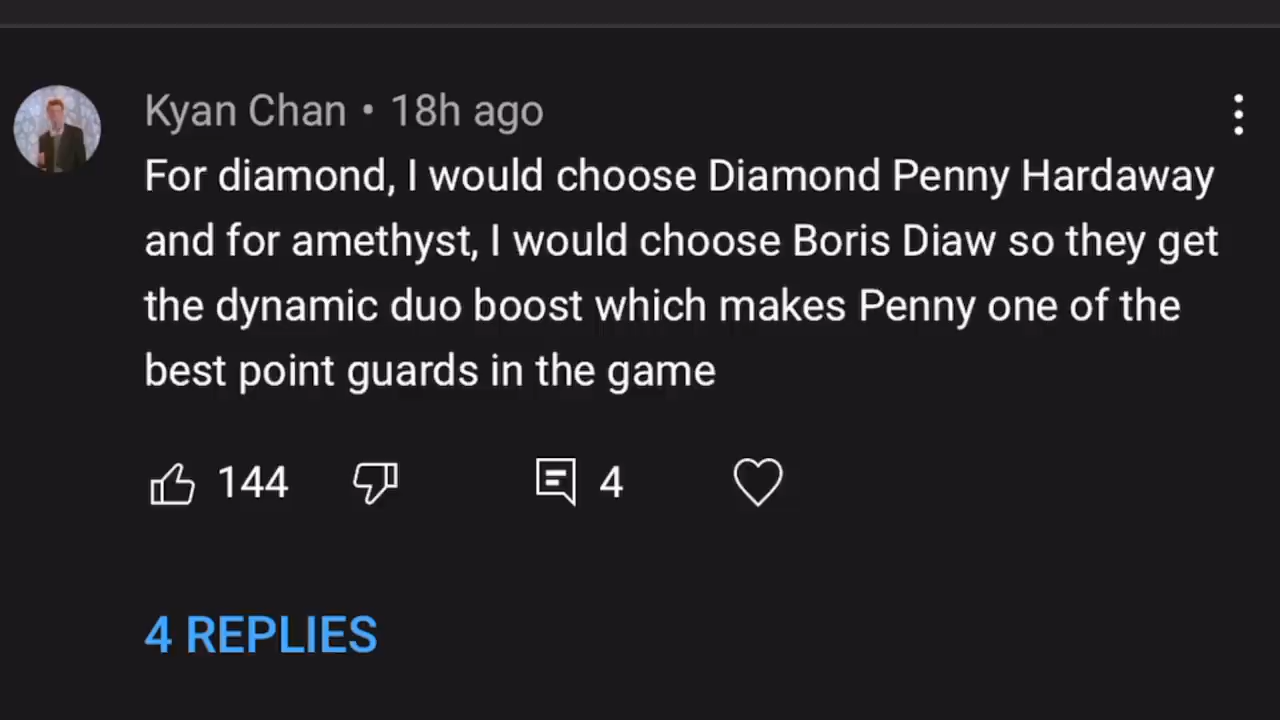 Kyan Chan • 18h ago
For diamond, I would choose Diamond Penny Hardaway
and for amethyst, I would choose Boris Diaw so they get
the dynamic duo boost which makes Penny one of the
best point guards in the game
144 4
4 REPLIES